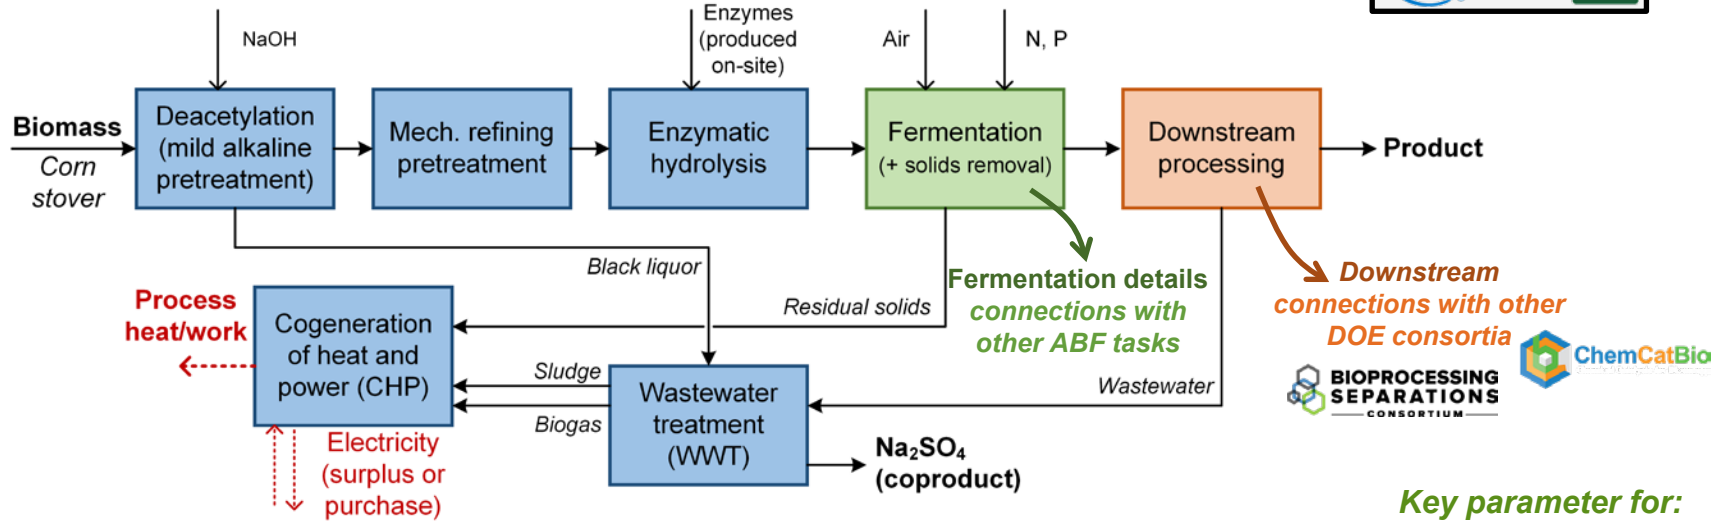 NaOH
Enzymes
(produced
on-site)
Air
N, P
Biomass
Corn
stover
Deacetylation
(mild alkaline
pretreatment)
Mech. refining
pretreatment
Enzymatic
hydrolysis
Fermentation
(+ solids removal)
Downstream
processing
Product
Black liquor
Residual solids
Fermentation details
connections with
other ABF tasks
Downstream
connections with other
DOE consortia
ChemCatBio
BIOPROCESSING
SEPARATIONS
CONSORTIUM
Process
heat/work
Cogeneration
of heat and
power (CHP)
Sludge
Biogas
Wastewater
treatment
(WWT)
Wastewater
Electricity
(surplus or
purchase)
Na₂SO₄
(coproduct)
Key parameter for: